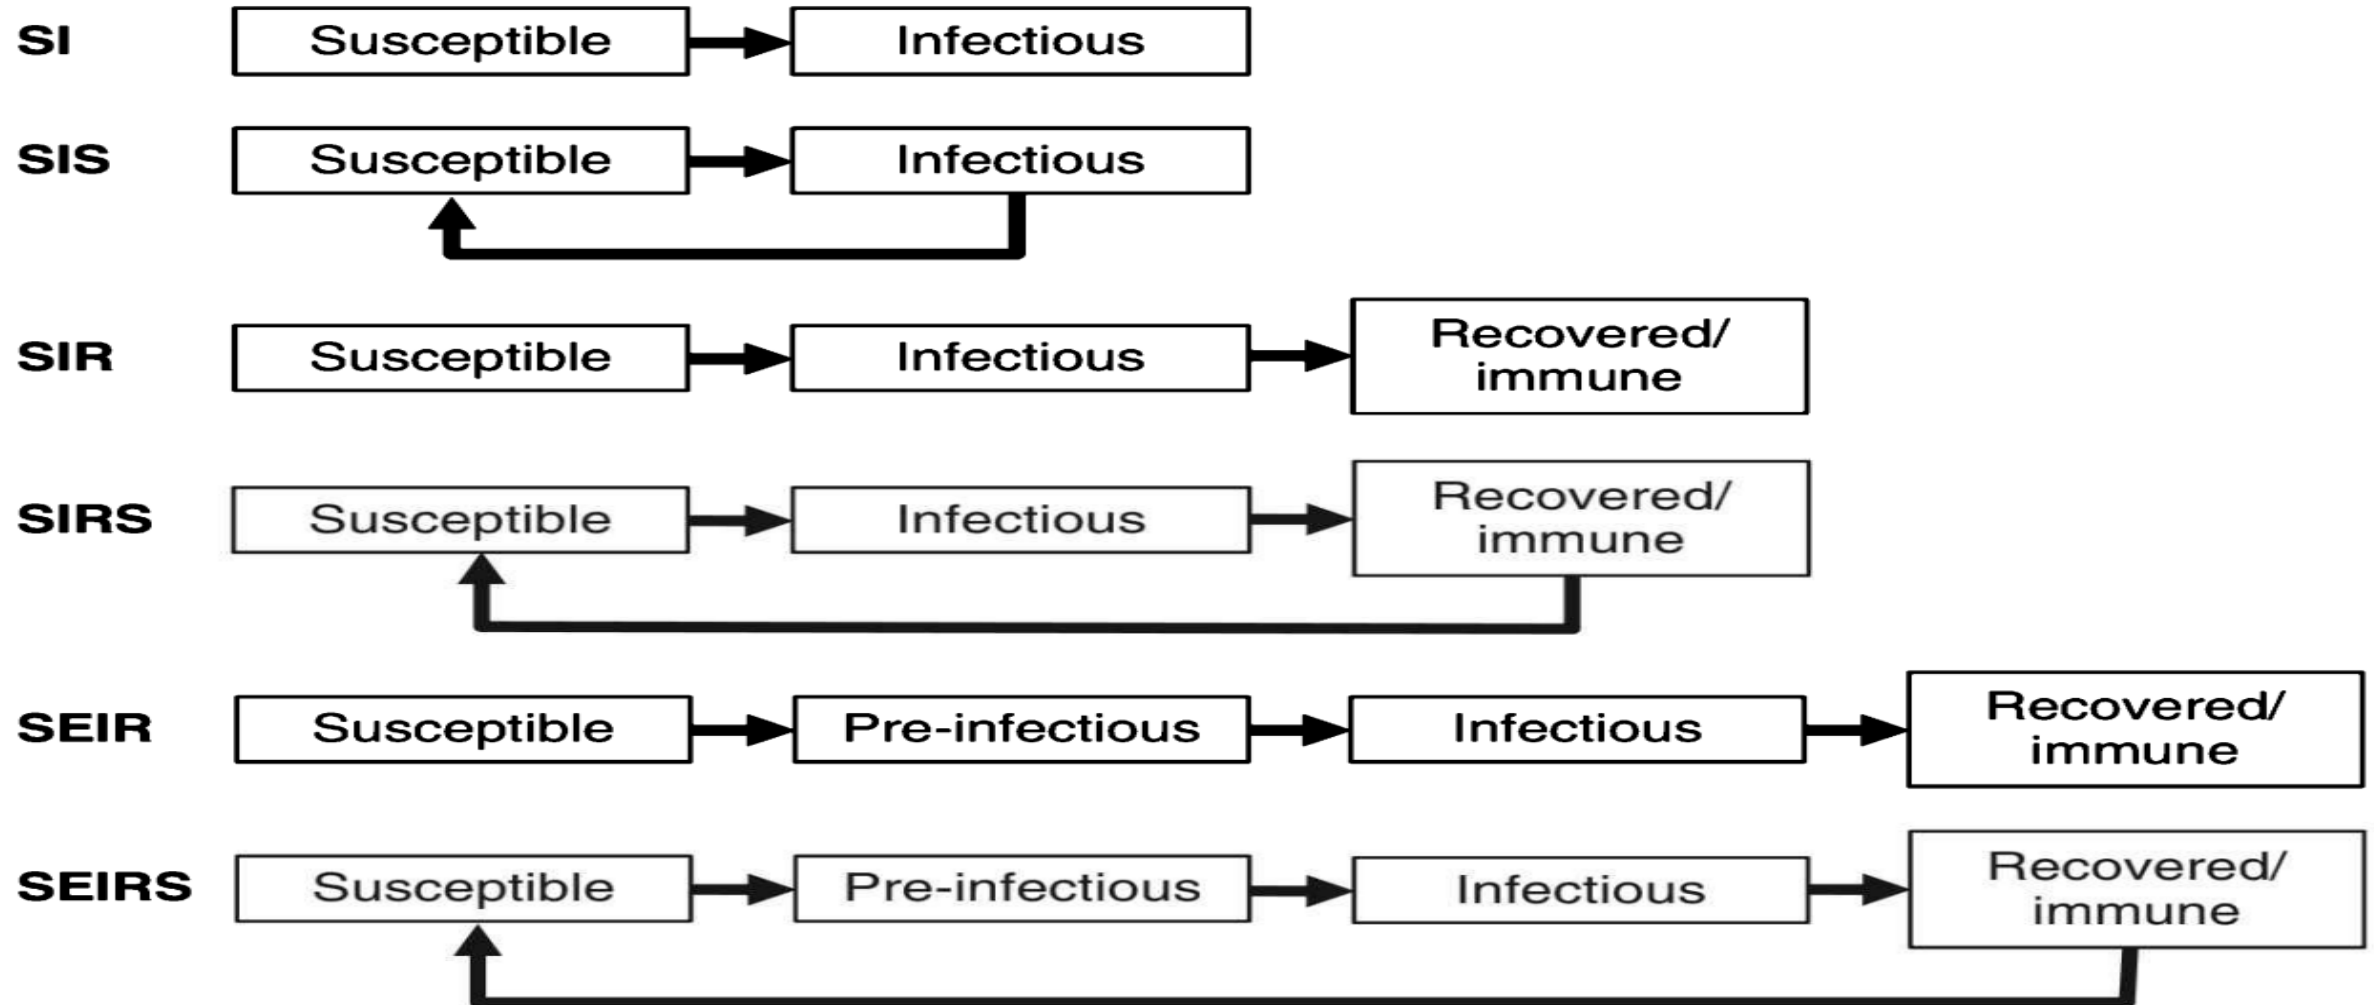 SI Susceptible Infectious
SIS Susceptible Infectious
SIR Susceptible Infectious Recovered/
immune
SIRS Susceptible Infectious Recovered/
immune
SEIR Susceptible Pre-infectious Infectious Recovered/
immune
SEIRS Susceptible Pre-infectious Infectious Recovered/
immune